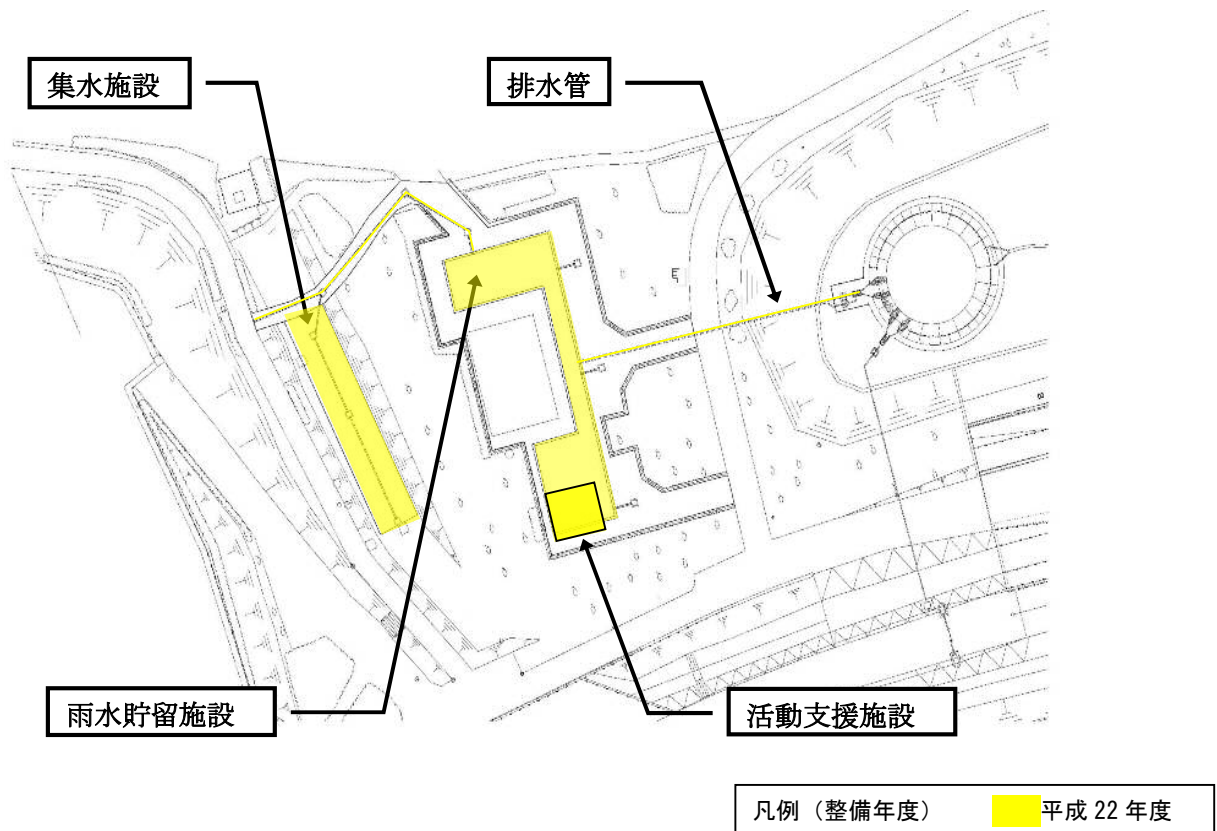 集水施設
排水管
雨水貯留施設
活動支援施設
凡例（整備年度） 平成 22 年度